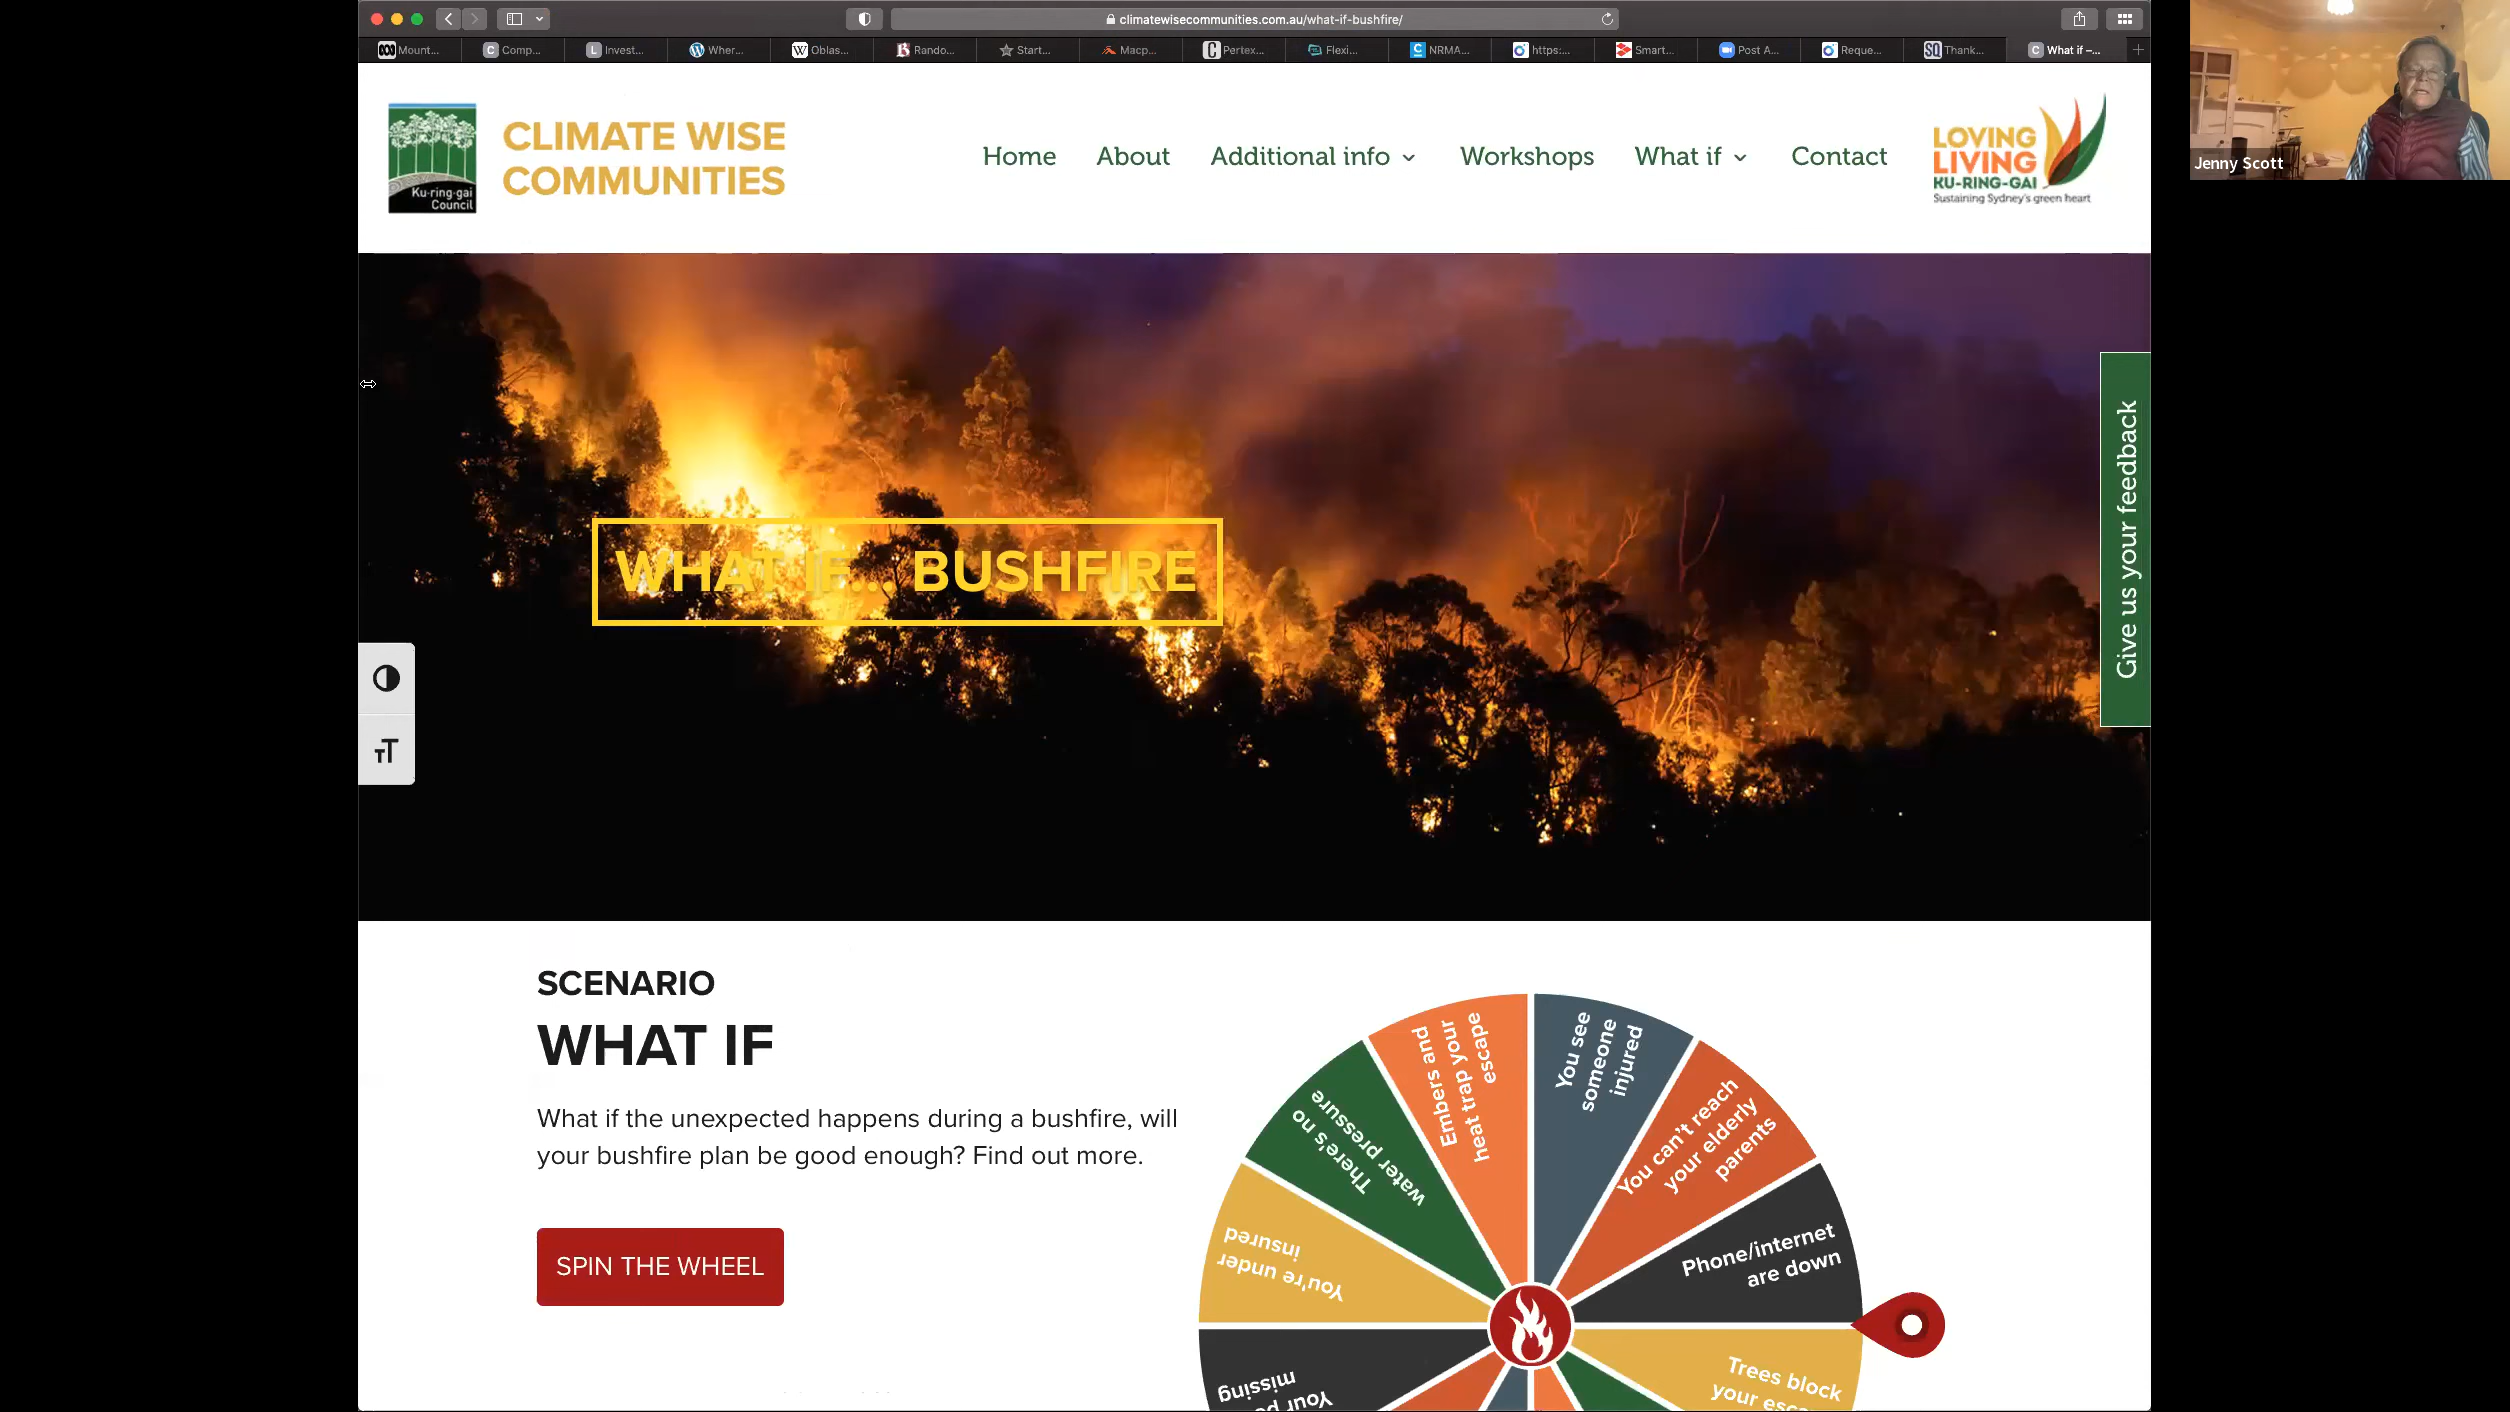 climatewisecommunities.com.au/what-if-bushfire/
Mount...
Comp...
Invest...
Wher...
Oblas...
Rando...
Start...
Macp...
Pertex...
Flexi...
NRMA...
https:...
Smart...
Post A...
Reque...
Thank...
What if –...
Ku-ring-gai
Council
CLIMATE WISE
COMMUNITIES
Home
About
Additional info
Workshops
What if
Contact
LOVING
LIVING
KU-RING-GAI
Sustaining Sydney's green heart
Jenny Scott
WHAT IF... BUSHFIRE
Give us your feedback
SCENARIO
WHAT IF
What if the unexpected happens during a bushfire, will
your bushfire plan be good enough? Find out more.
SPIN THE WHEEL
You're under
insured
There's no
water pressure
Embers and
heat trap your
escape
You see
someone
injured
You can't reach
your elderly
parents
Phone/internet
are down
Trees block
your
Your
missing